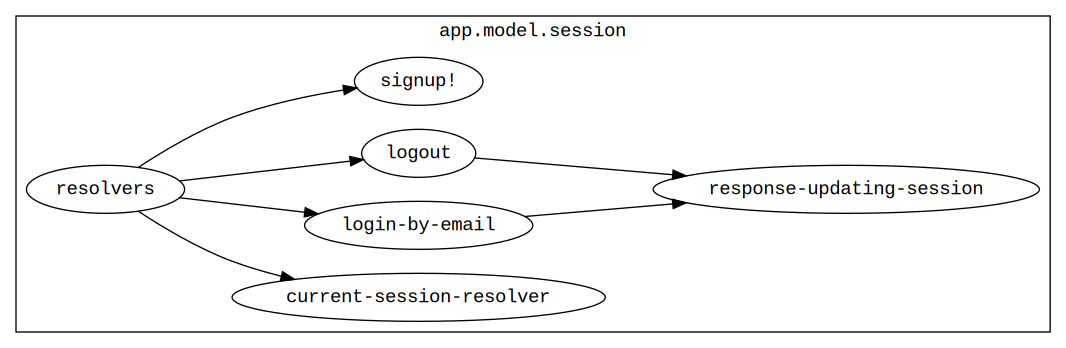 app.model.session
signup!
logout
resolvers
response-updating-session
login-by-email
current-session-resolver